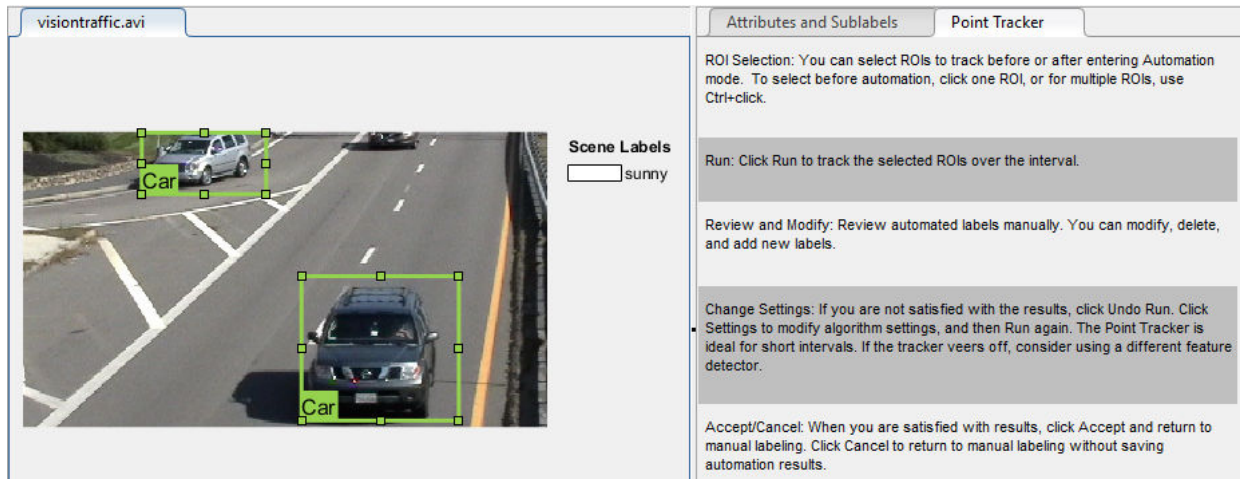 visiontraffic.avi
Car
Car
Scene Labels
sunny
Attributes and Sublabels
Point Tracker
ROI Selection: You can select ROIs to track before or after entering Automation
mode. To select before automation, click one ROI, or for multiple ROIs, use
Ctrl+click.
Run: Click Run to track the selected ROIs over the interval.
Review and Modify: Review automated labels manually. You can modify, delete,
and add new labels.
Change Settings: If you are not satisfied with the results, click Undo Run. Click
Settings to modify algorithm settings, and then Run again. The Point Tracker is
ideal for short intervals. If the tracker veers off, consider using a different feature
detector.
Accept/Cancel: When you are satisfied with results, click Accept and return to
manual labeling. Click Cancel to return to manual labeling without saving
automation results.